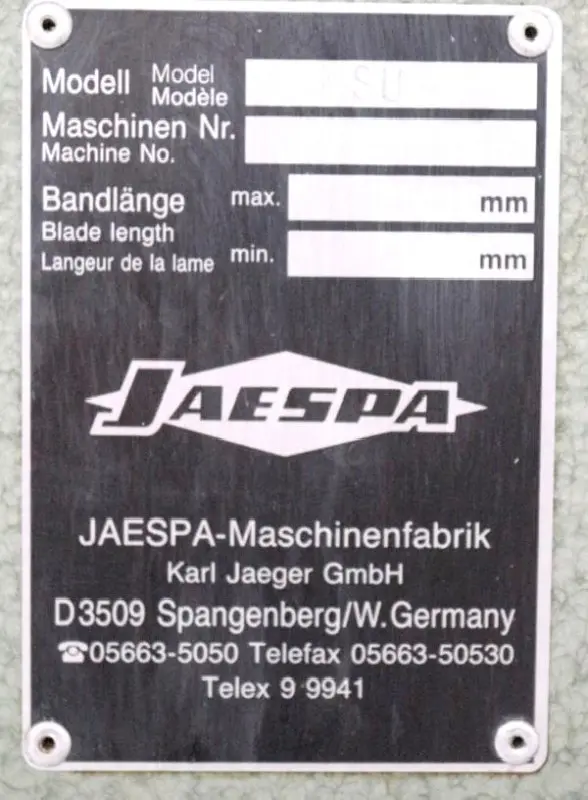 Modell Model
Modèle
Maschinen Nr.
Machine No.
Bandlänge max. mm
Blade length
Langeur de la lame min. mm
JAESPA
JAESPA-Maschinenfabrik
Karl Jaeger GmbH
D3509 Spangenberg/W.Germany
☎05663-5050 Telefax 05663-50530
Telex 9 9941